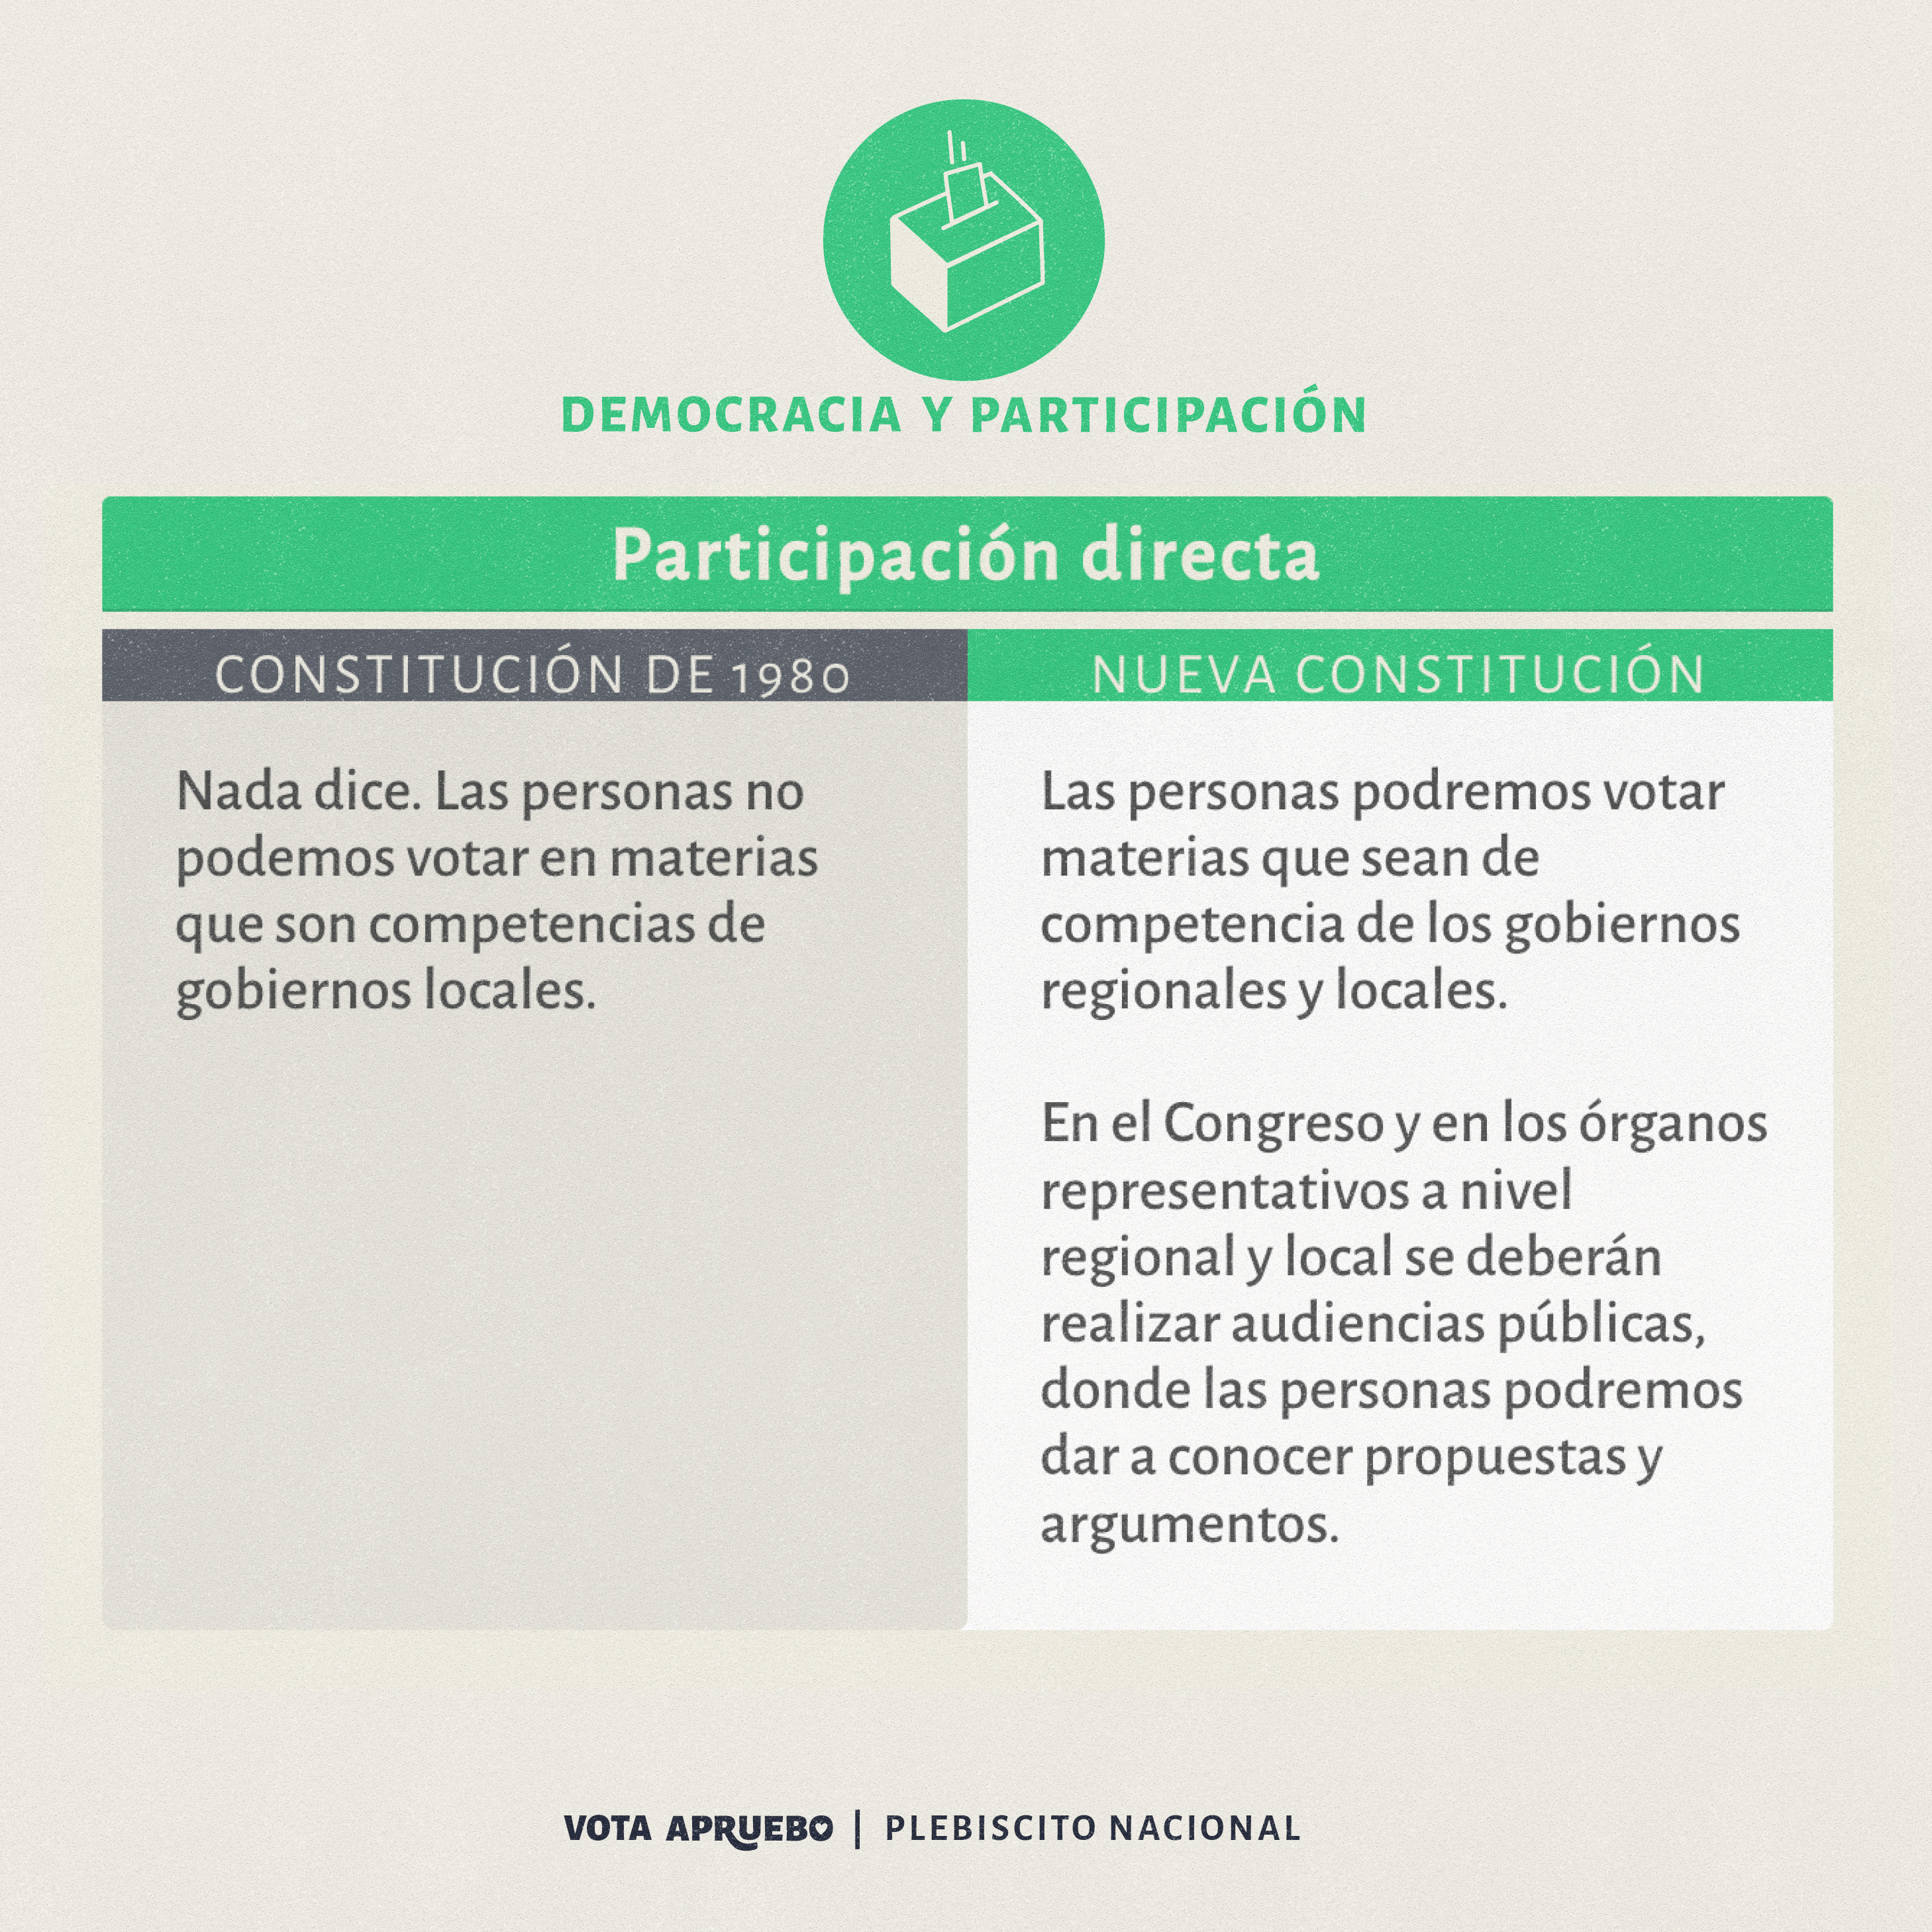 DEMOCRACIA Y PARTICIPACIÓN
Participación directa
CONSTITUCIÓN DE 1980
Nada dice. Las personas no
podemos votar en materias
que son competencias de
gobiernos locales.
NUEVA CONSTITUCIÓN
Las personas podremos votar
materias que sean de
competencia de los gobiernos
regionales y locales.
En el Congreso y en los órganos
representativos a nivel
regional y local se deberán
realizar audiencias públicas,
donde las personas podremos
dar a conocer propuestas y
argumentos.
VOTA APRUEBO | PLEBISCITO NACIONAL